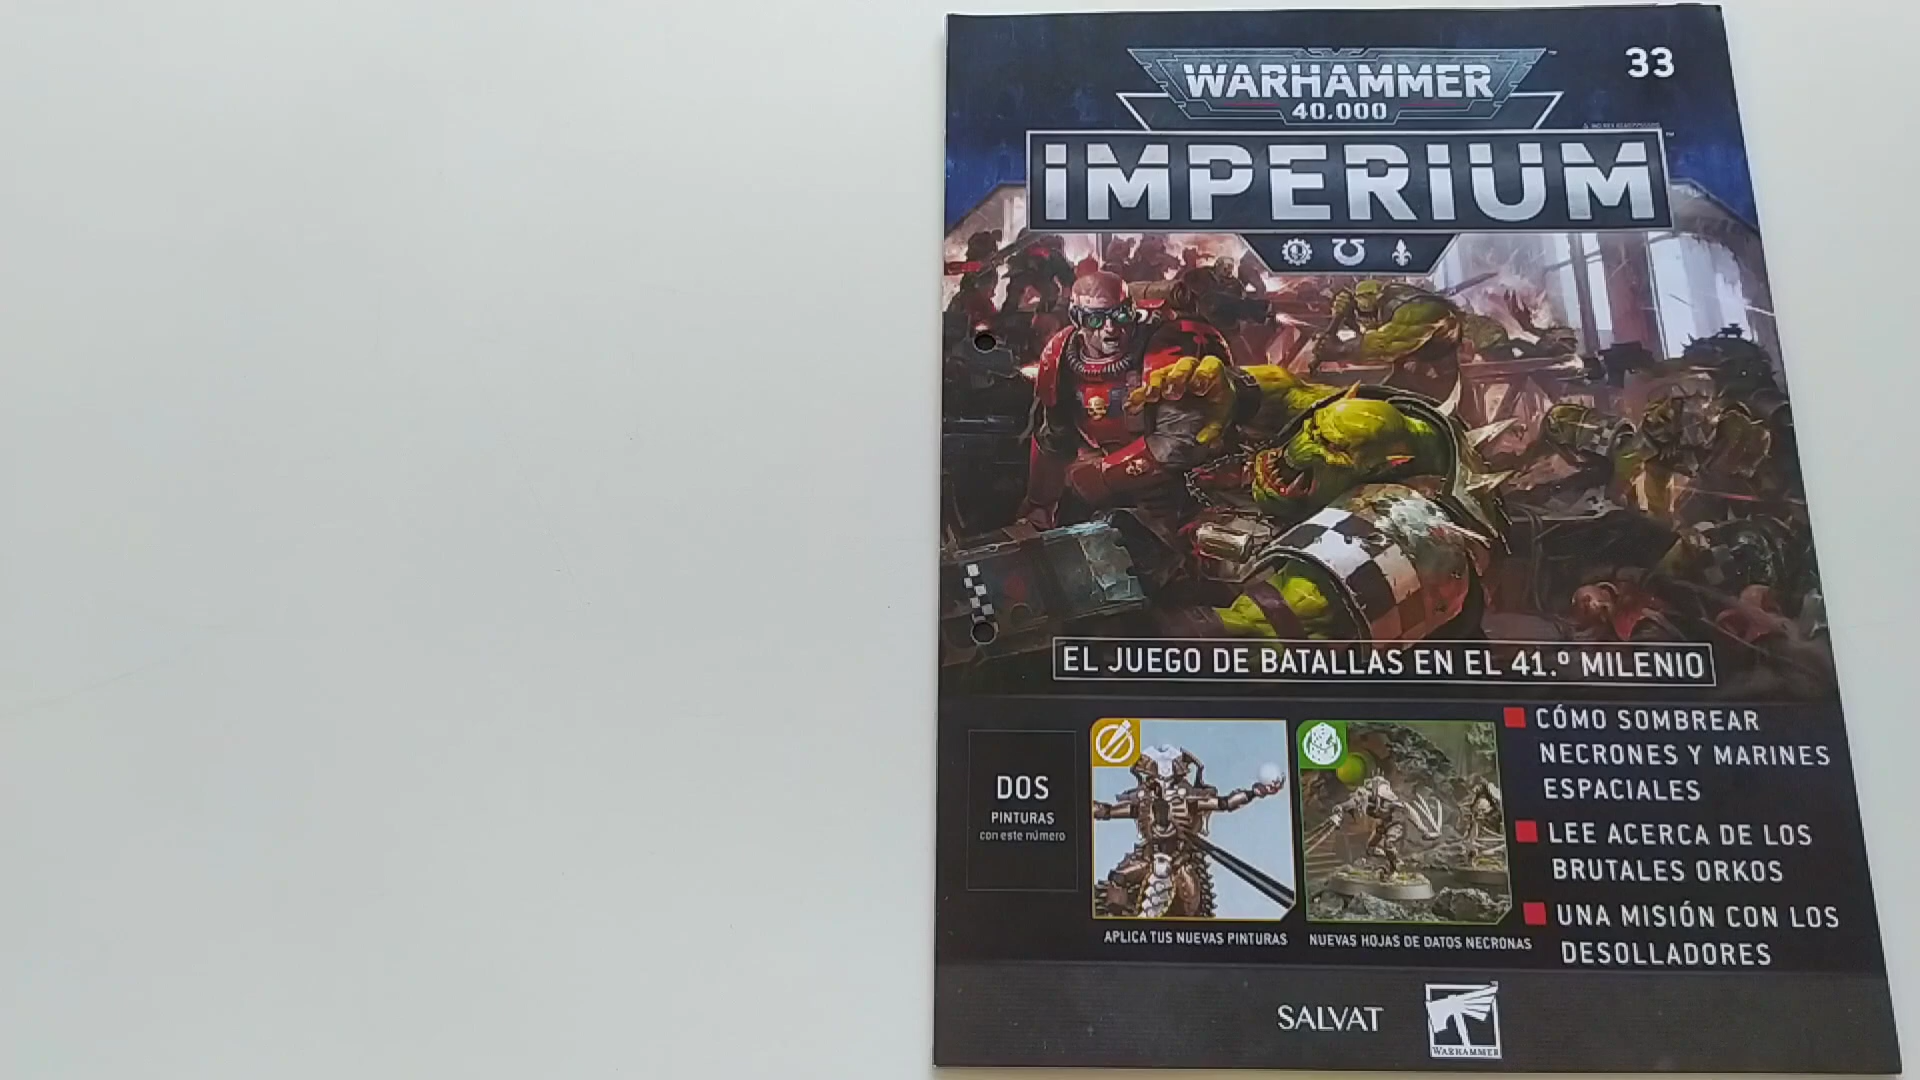 33
WARHAMMER
40.000
IMPERIUM
EL JUEGO DE BATALLAS EN EL 41.º MILENIO
DOS
PINTURAS
con este número
APLICA TUS NUEVAS PINTURAS
NUEVAS HOJAS DE DATOS NECRONAS
CÓMO SOMBREAR
NECRONES Y MARINES
ESPACIALES
LEE ACERCA DE LOS
BRUTALES ORKOS
UNA MISIÓN CON LOS
DESOLLADORES
SALVAT
WARHAMMER